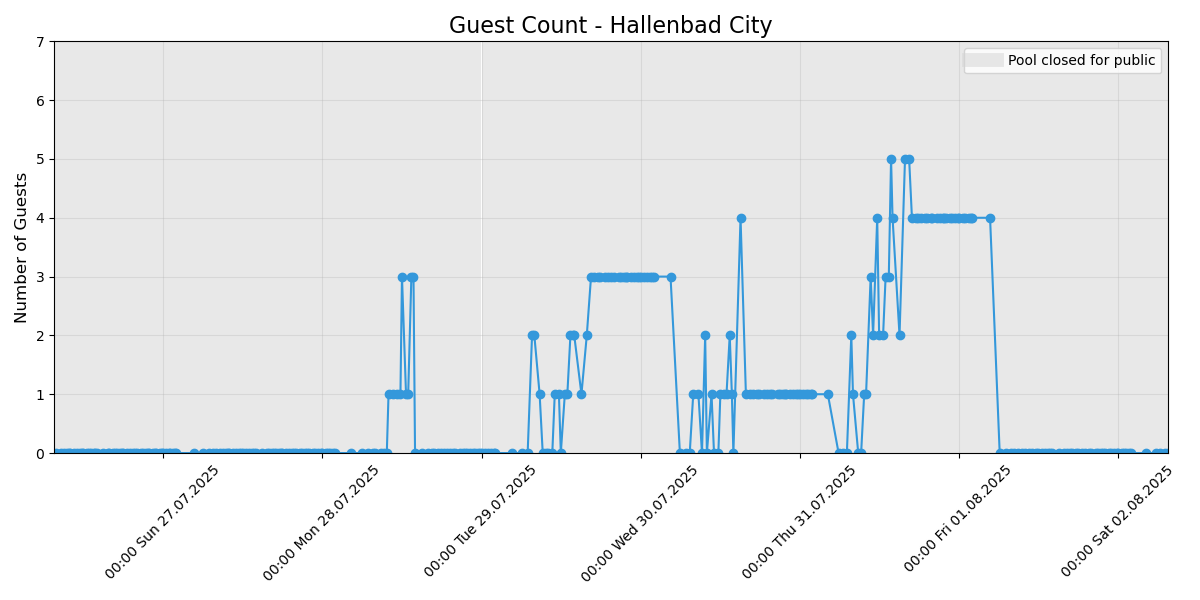 Guest Count - Hallenbad City
Pool closed for public
Number of Guests
7
6
5
4
3
2
1
0
00:00 Sun 27.07.2025
00:00 Mon 28.07.2025
00:00 Tue 29.07.2025
00:00 Wed 30.07.2025
00:00 Thu 31.07.2025
00:00 Fri 01.08.2025
00:00 Sat 02.08.2025